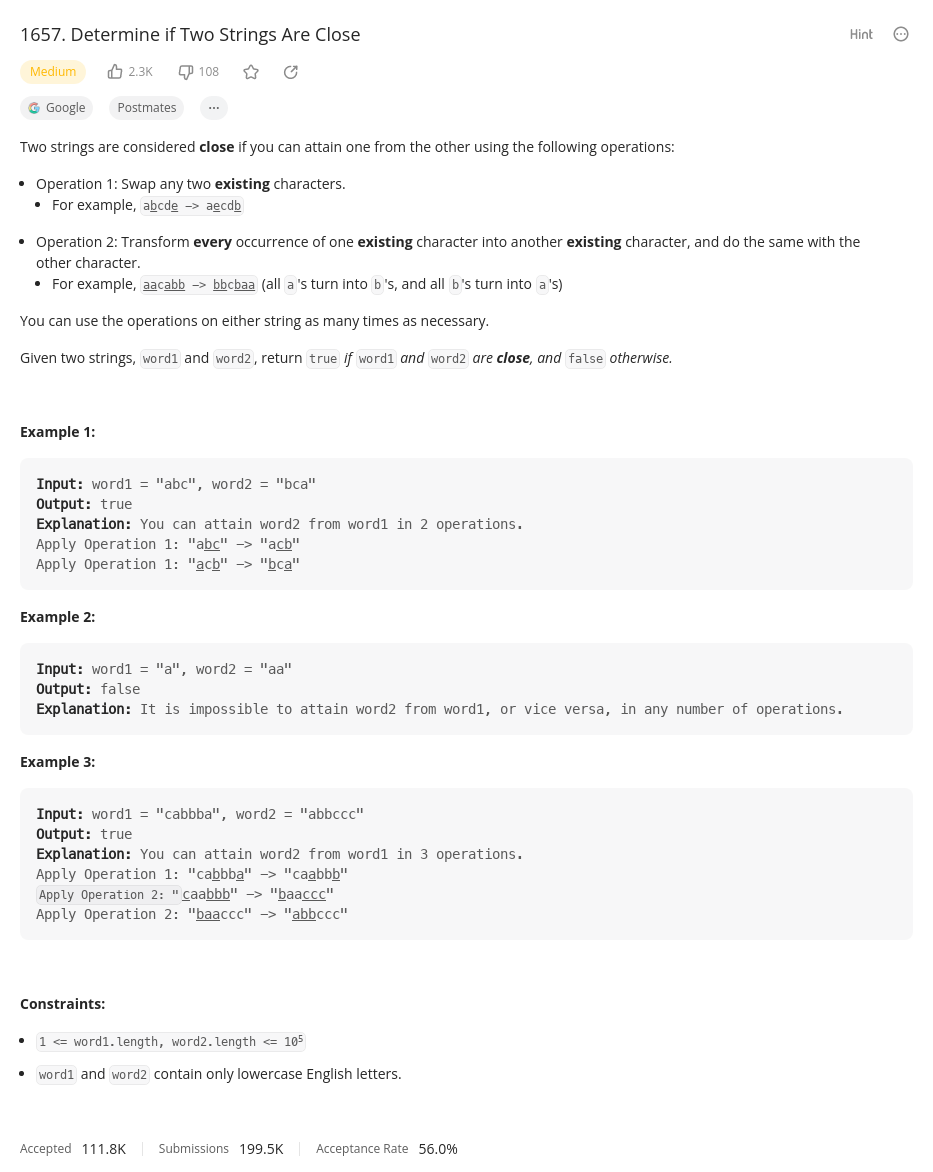 1657. Determine if Two Strings Are Close
Hint
Medium
2.3K
108
Google
Postmates
...
Two strings are considered close if you can attain one from the other using the following operations:
Operation 1: Swap any two existing characters.
For example, abcde -> aecdb
Operation 2: Transform every occurrence of one existing character into another existing character, and do the same with the
other character.
For example, aacabb -> bbcbaa (all a's turn into b's, and all b's turn into a's)
You can use the operations on either string as many times as necessary.
Given two strings, word1 and word2, return true if word1 and word2 are close, and false otherwise.
Example 1:
Input: word1 = "abc", word2 = "bca"
Output: true
Explanation: You can attain word2 from word1 in 2 operations.
Apply Operation 1: "abc" -> "acb"
Apply Operation 1: "acb" -> "bca"
Example 2:
Input: word1 = "a", word2 = "aa"
Output: false
Explanation: It is impossible to attain word2 from word1, or vice versa, in any number of operations.
Example 3:
Input: word1 = "cabbba", word2 = "abbccc"
Output: true
Explanation: You can attain word2 from word1 in 3 operations.
Apply Operation 1: "cabbba" -> "caabbb"
Apply Operation 2: "caabbb" -> "baaccc"
Apply Operation 2: "baaccc" -> "abbccc"
Constraints:
1 <= word1.length, word2.length <= 10⁵
word1 and word2 contain only lowercase English letters.
Accepted 111.8K Submissions 199.5K Acceptance Rate 56.0%